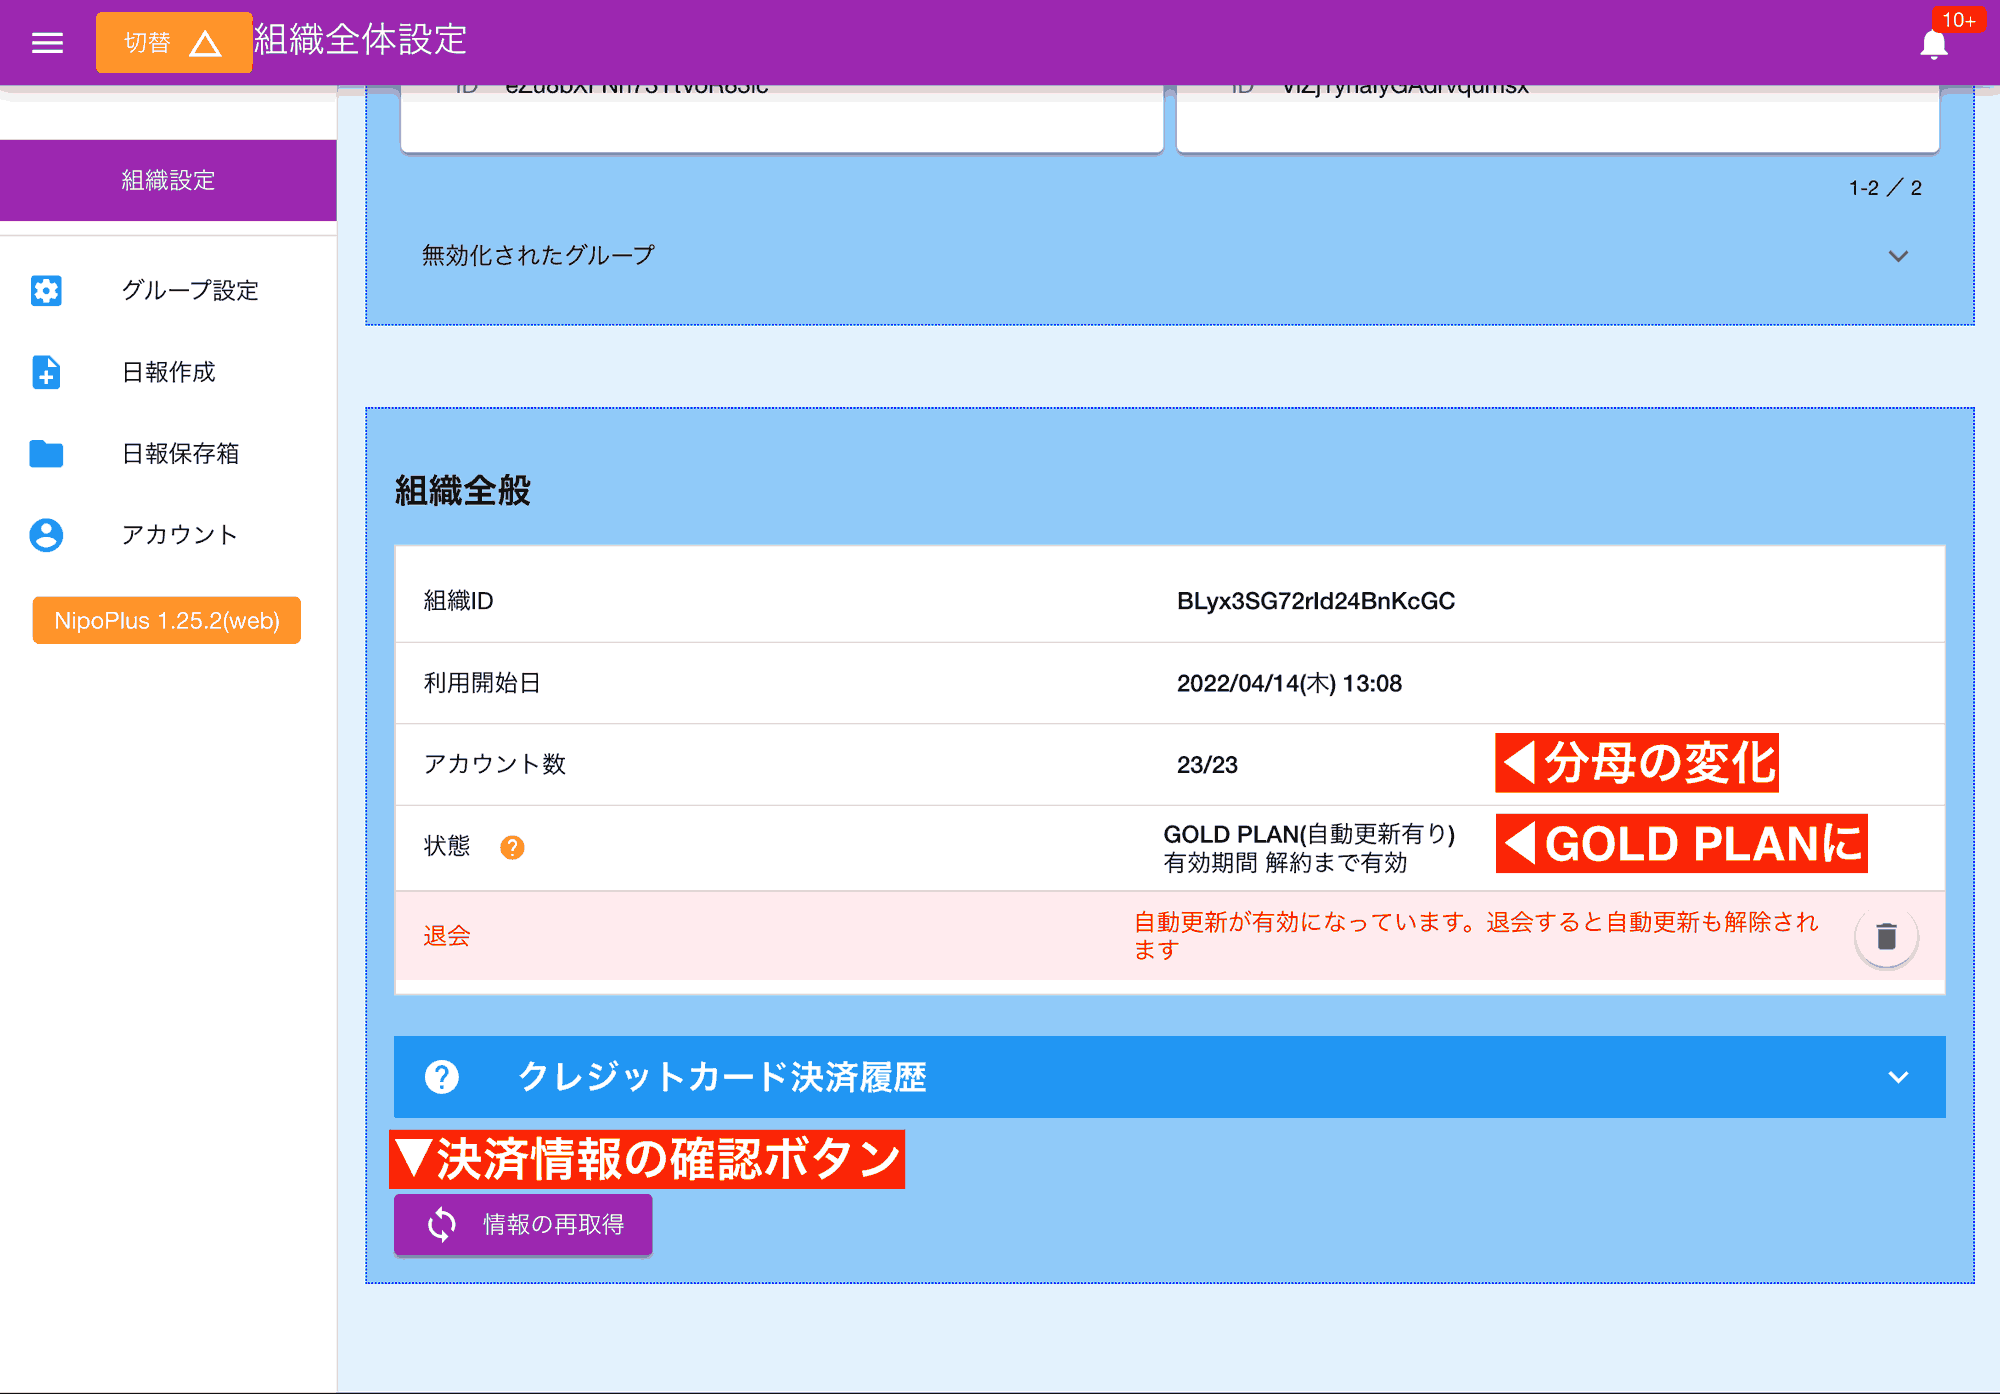 切替
組織全体設定
10+
組織設定
グループ設定
日報作成
日報保存箱
アカウント
NipoPlus 1.25.2(web)
ID
ID
1-2 ／ 2
無効化されたグループ
組織全般
組織ID BLyx3SG72rId24BnKcGC
利用開始日 2022/04/14(木) 13:08
アカウント数 23/23 ◀分母の変化
状態 GOLD PLAN(自動更新有り)
有効期間 解約まで有効
◀GOLD PLANに
退会 自動更新が有効になっています。退会すると自動更新も解除され
ます
クレジットカード決済履歴
▼決済情報の確認ボタン
情報の再取得